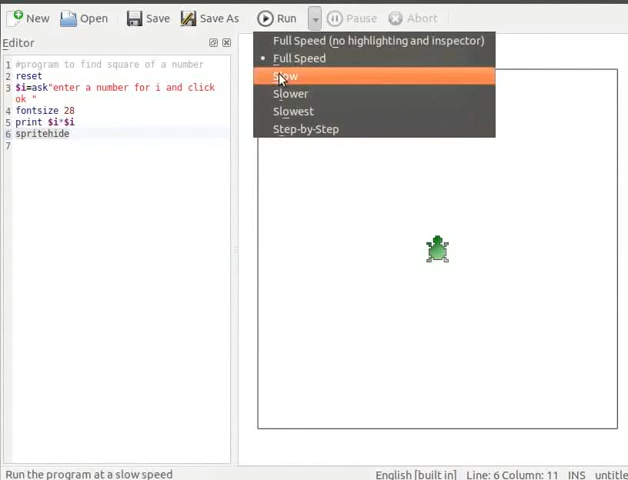 New Open Save Save As Run Pause Abort
Editor
Full Speed (no highlighting and inspector)
• Full Speed
Slow
Slower
Slowest
Step-by-Step
1 #program to find square of a number
2 reset
3 $i=ask"enter a number for i and click
ok "
4 fontsize 28
5 print $i*$i
6 spritehide
7
Run the program at a slow speed
English [built in] Line: 6 Column: 11 INS untitle